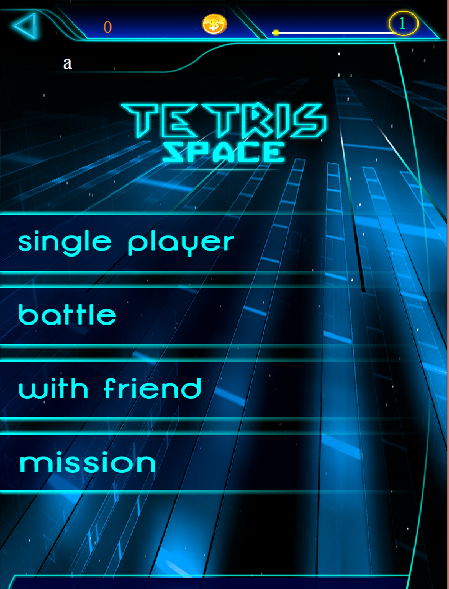 0
1
a
TETRIS
SPACE
single player
battle
with friend
mission